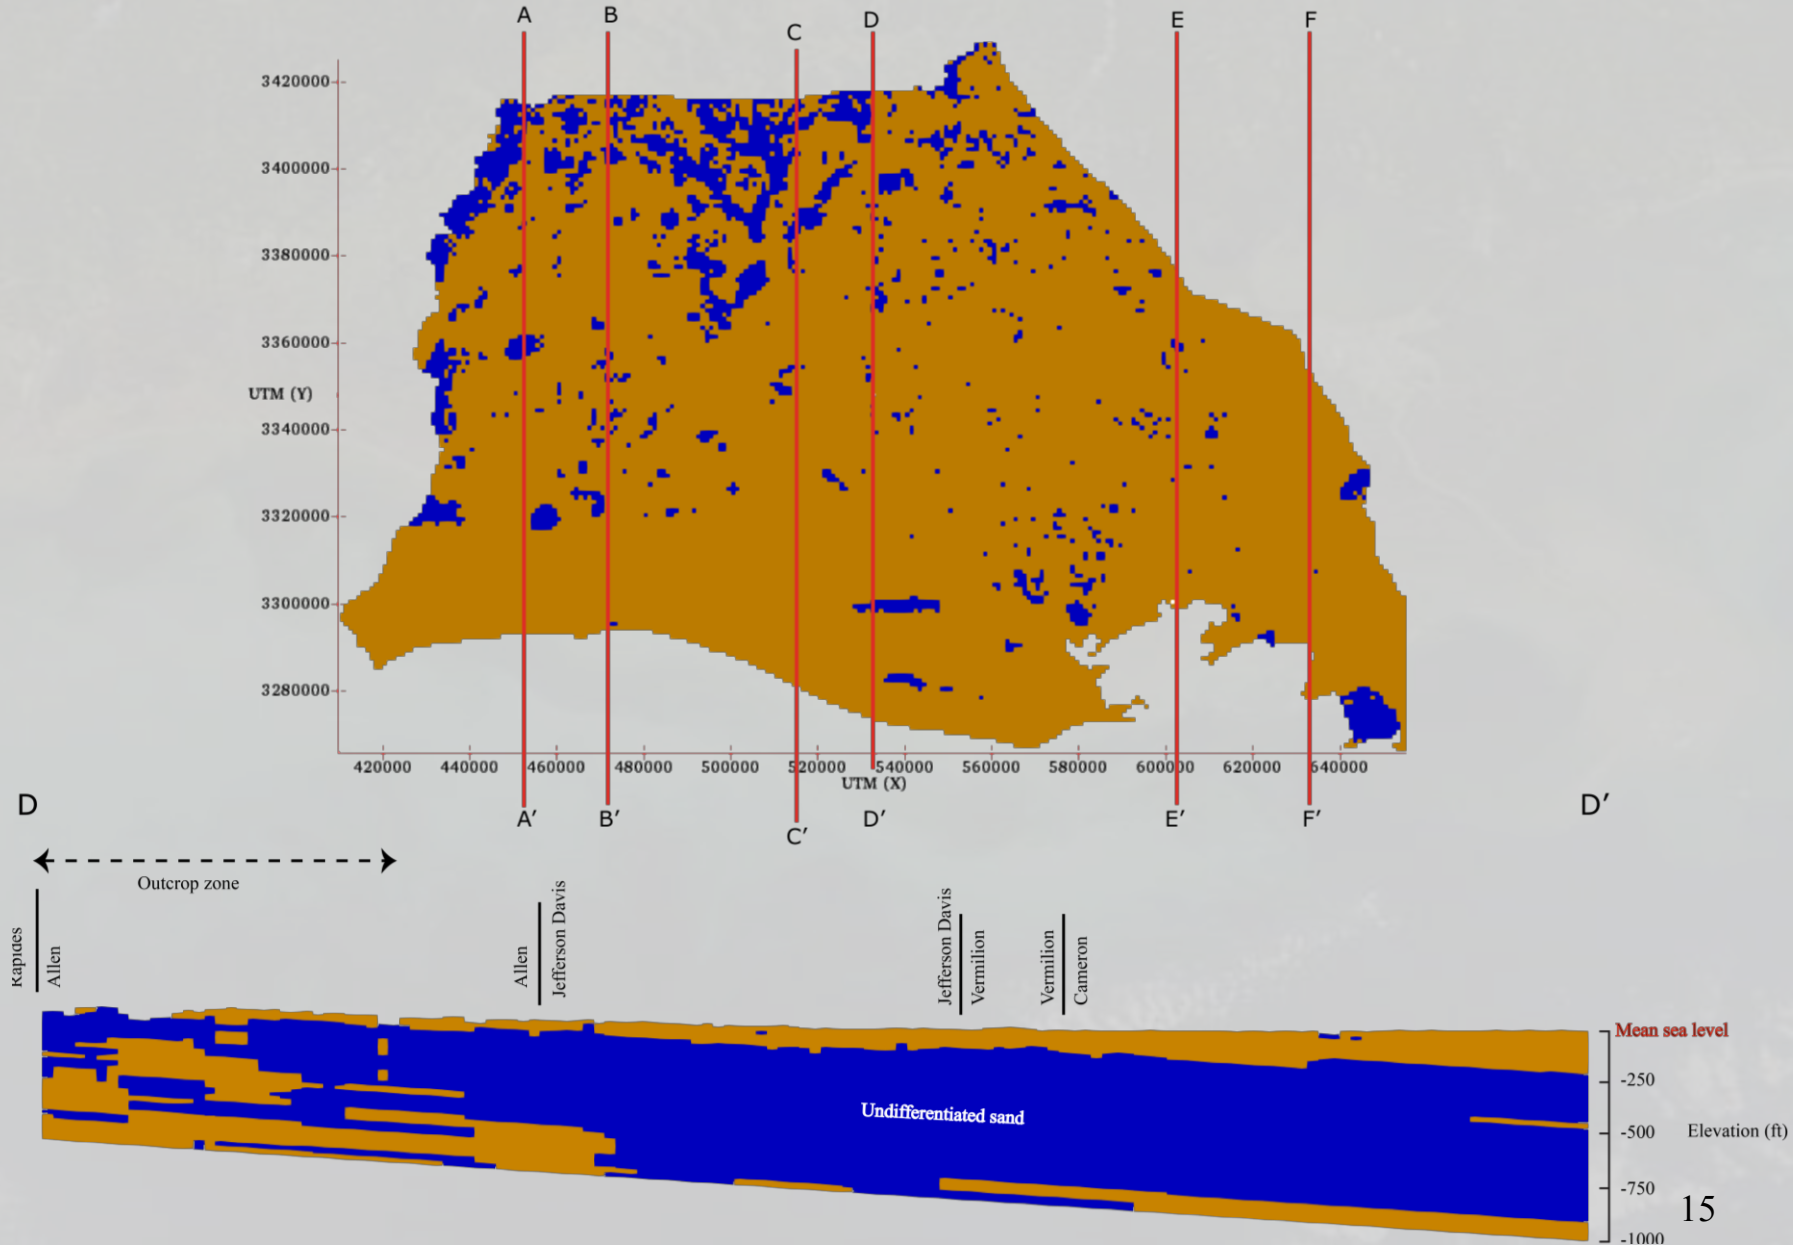 A B C D E F
3420000
3400000
3380000
3360000
UTM (Y)
3340000
3320000
3300000
3280000
420000 440000 460000 480000 500000 520000 540000 560000 580000 600000 620000 640000
UTM (X)
A′ B′ C′ D′ E′ F′
D D′
Outcrop zone
Rapides
Allen
Allen
Jefferson Davis
Jefferson Davis
Vermilion
Vermilion
Cameron
Mean sea level
-250
Undifferentiated sand
-500 Elevation (ft)
-750
15
-1000